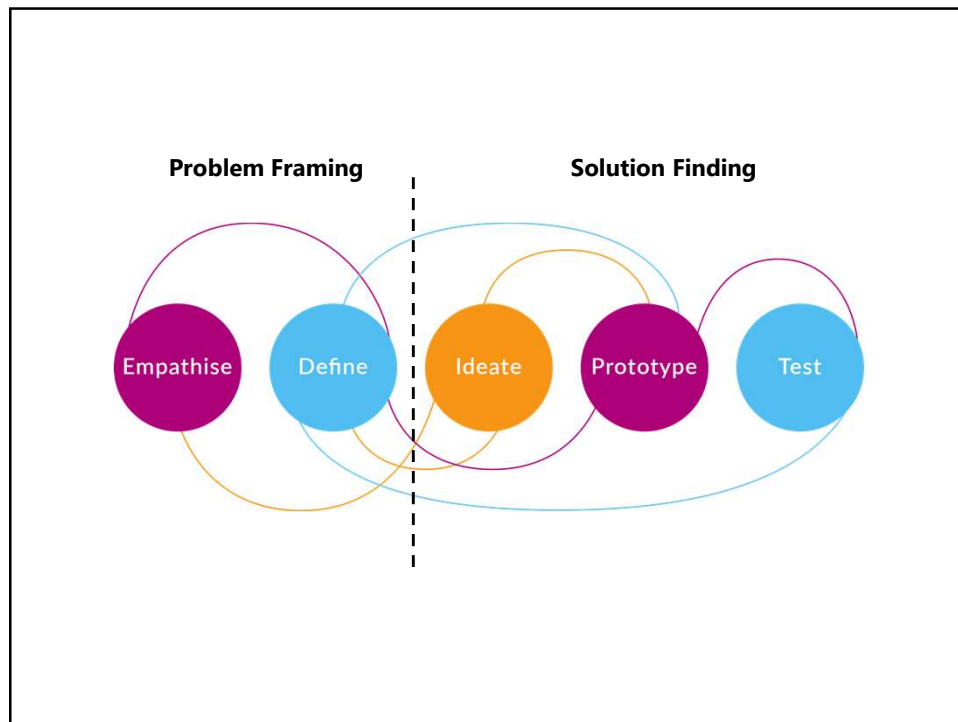 Problem Framing
Solution Finding
Empathise
Define
Ideate
Prototype
Test